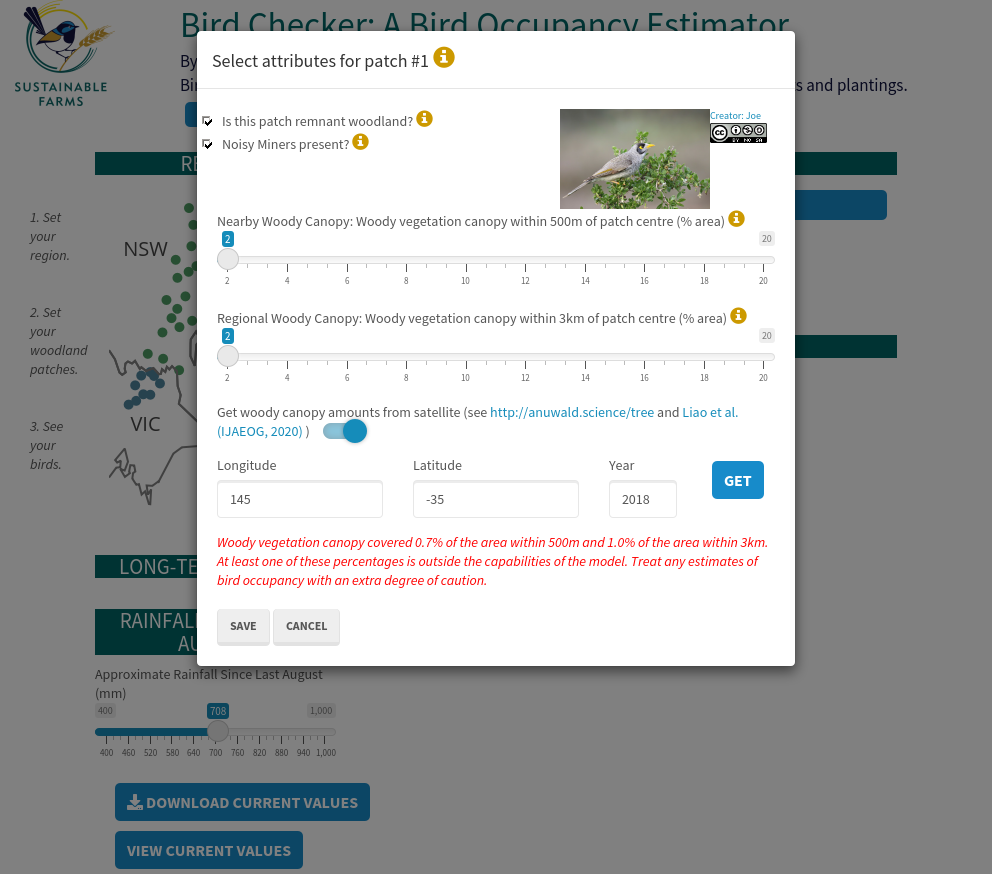 Bird Checker: A Bird Occupancy Estimator
By
Bir
s and plantings.
SUSTAINABLE
FARMS
Select attributes for patch #1
Is this patch remnant woodland?
Noisy Miners present?
Creator: Joe
CC
BY NC SA
Nearby Woody Canopy: Woody vegetation canopy within 500m of patch centre (% area)
2
20
2 4 6 8 10 12 14 16 18 20
Regional Woody Canopy: Woody vegetation canopy within 3km of patch centre (% area)
2
20
2 4 6 8 10 12 14 16 18 20
Get woody canopy amounts from satellite (see http://anuwald.science/tree and Liao et al.
(IJAEOG, 2020) )
Longitude
Latitude
Year
145
-35
2018
GET
Woody vegetation canopy covered 0.7% of the area within 500m and 1.0% of the area within 3km.
At least one of these percentages is outside the capabilities of the model. Treat any estimates of
bird occupancy with an extra degree of caution.
SAVE
CANCEL
RE
1. Set
your
region.
2. Set
your
woodland
patches.
3. See
your
birds.
NSW
VIC
LONG-TE
RAINFAL
AU
Approximate Rainfall Since Last August
(mm)
400
708
1,000
400 460 520 580 640 700 760 820 880 940 1,000
DOWNLOAD CURRENT VALUES
VIEW CURRENT VALUES